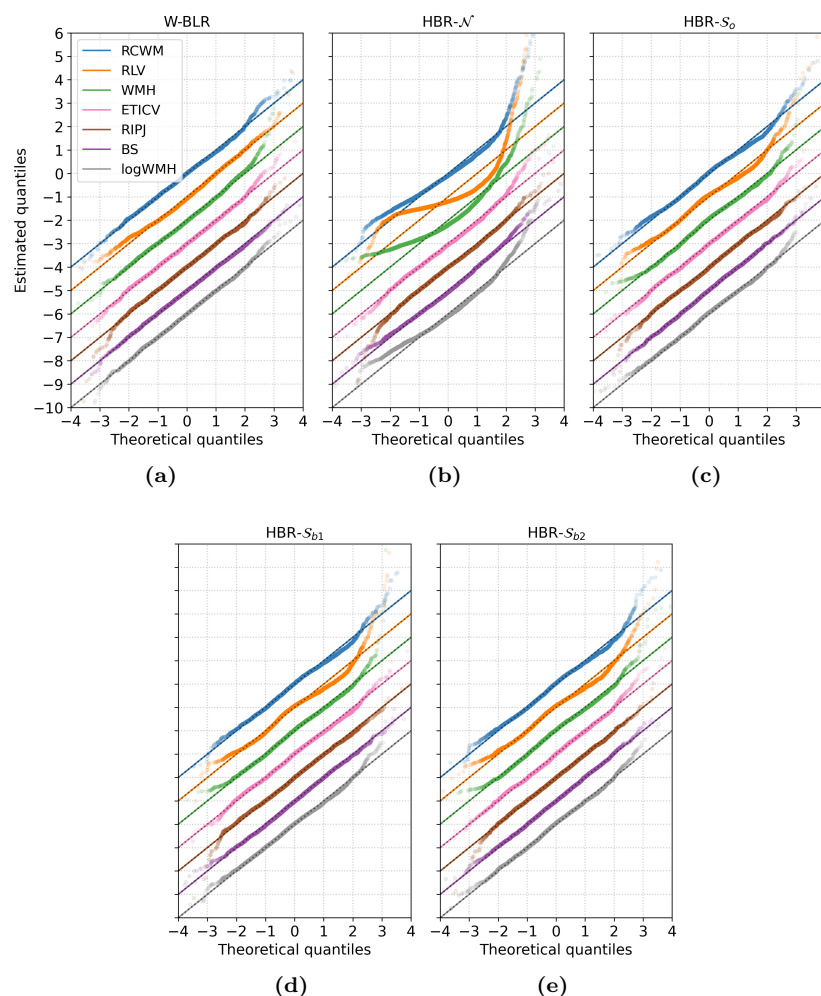 W-BLR
HBR-𝒩
HBR-𝒮ₒ
6
5
4
3
2
1
0
−1
−2
−3
−4
−5
−6
−7
−8
−9
−10
Estimated quantiles
RCWM
RLV
WMH
ETICV
RIPJ
BS
logWMH
−4 −3 −2 −1 0 1 2 3 4
−4 −3 −2 −1 0 1 2 3 4
−4 −3 −2 −1 0 1 2 3
Theoretical quantiles
Theoretical quantiles
Theoretical quantiles
(a)
(b)
(c)
HBR-𝒮b1
HBR-𝒮b2
−4 −3 −2 −1 0 1 2 3 4
−4 −3 −2 −1 0 1 2 3 4
Theoretical quantiles
Theoretical quantiles
(d)
(e)